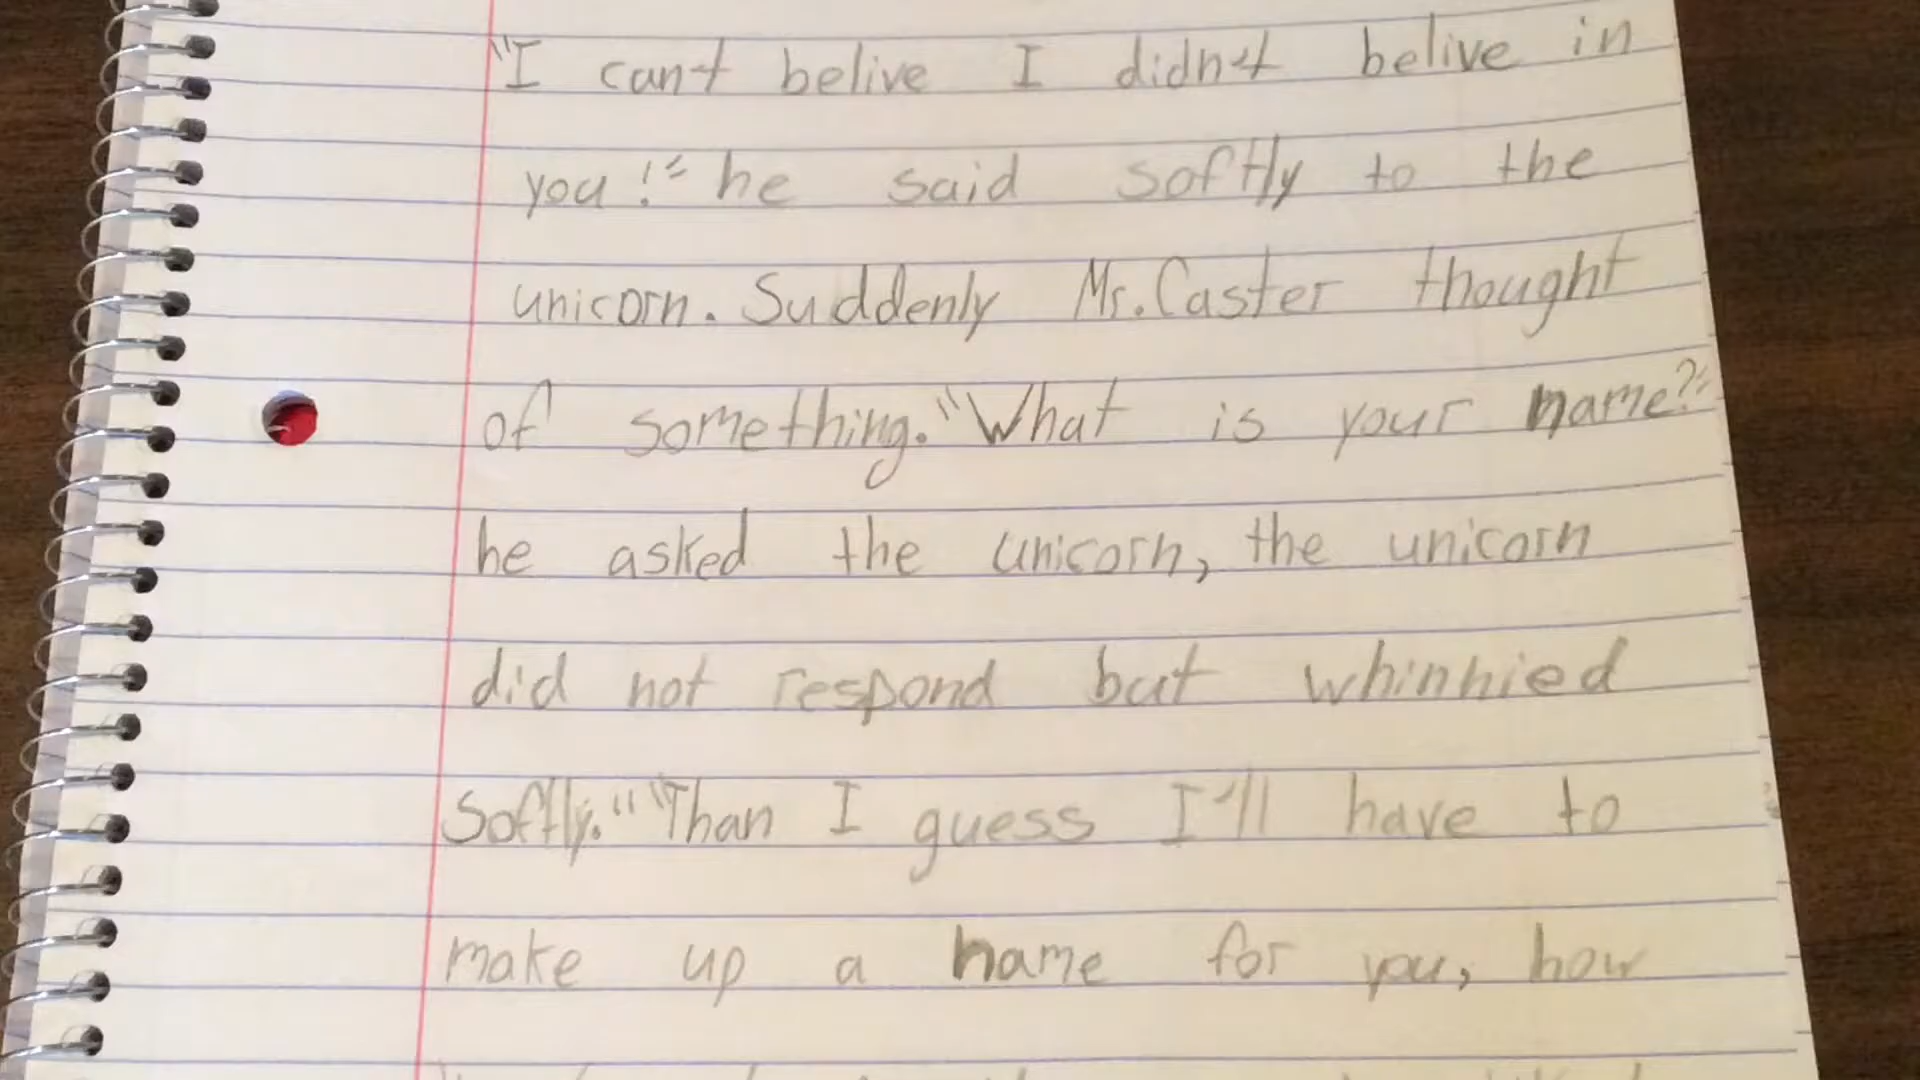 "I can't belive I didn't belive in
you!" he said softly to the
unicorn. Suddenly Mr. Caster thought
of something. "What is your name?"
he asked the unicorn, the unicorn
did not respond but whinnied
softly." "Than I guess I'll have to
make up a name for you, how